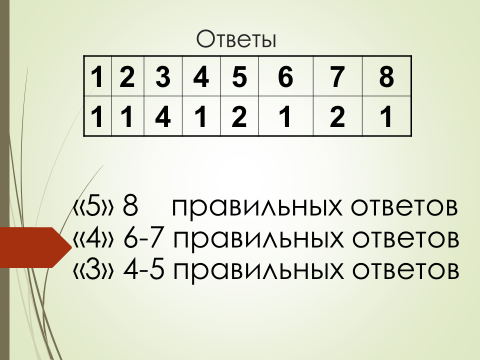 Ответы
1 2 3 4 5 6 7 8
1 1 4 1 2 1 2 1
«5» 8 правильных ответов
«4» 6-7 правильных ответов
«3» 4-5 правильных ответов